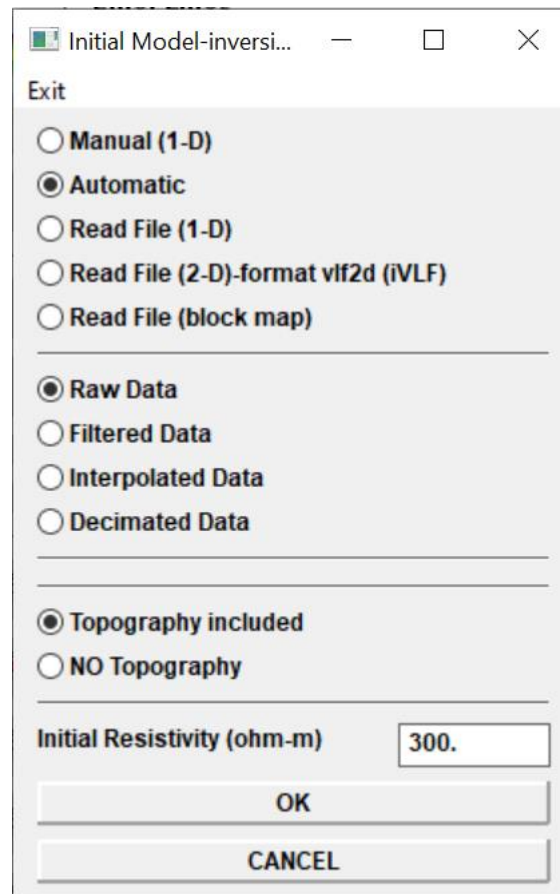 Initial Model-inversi...
Exit
Manual (1-D)
Automatic
Read File (1-D)
Read File (2-D)-format vlf2d (iVLF)
Read File (block map)
Raw Data
Filtered Data
Interpolated Data
Decimated Data
Topography included
NO Topography
Initial Resistivity (ohm-m) 300.
OK
CANCEL